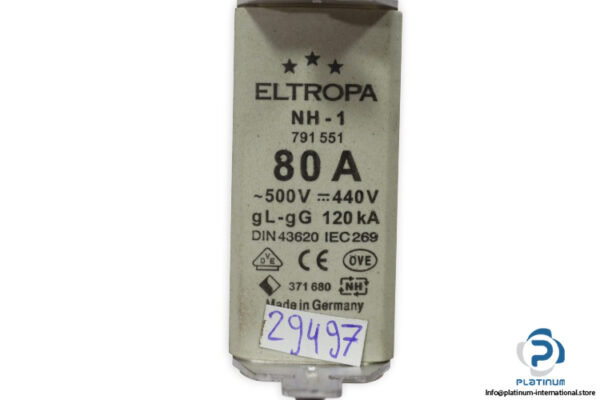 ELTROPA
NH-1
791 551
80 A
~500V ⎓440V
gL-gG 120 kA
DIN 43620 IEC 269
VDE CE ÖVE
371 680 NH
Made in Germany
29497
PLATINUM
info@platinum-international.store